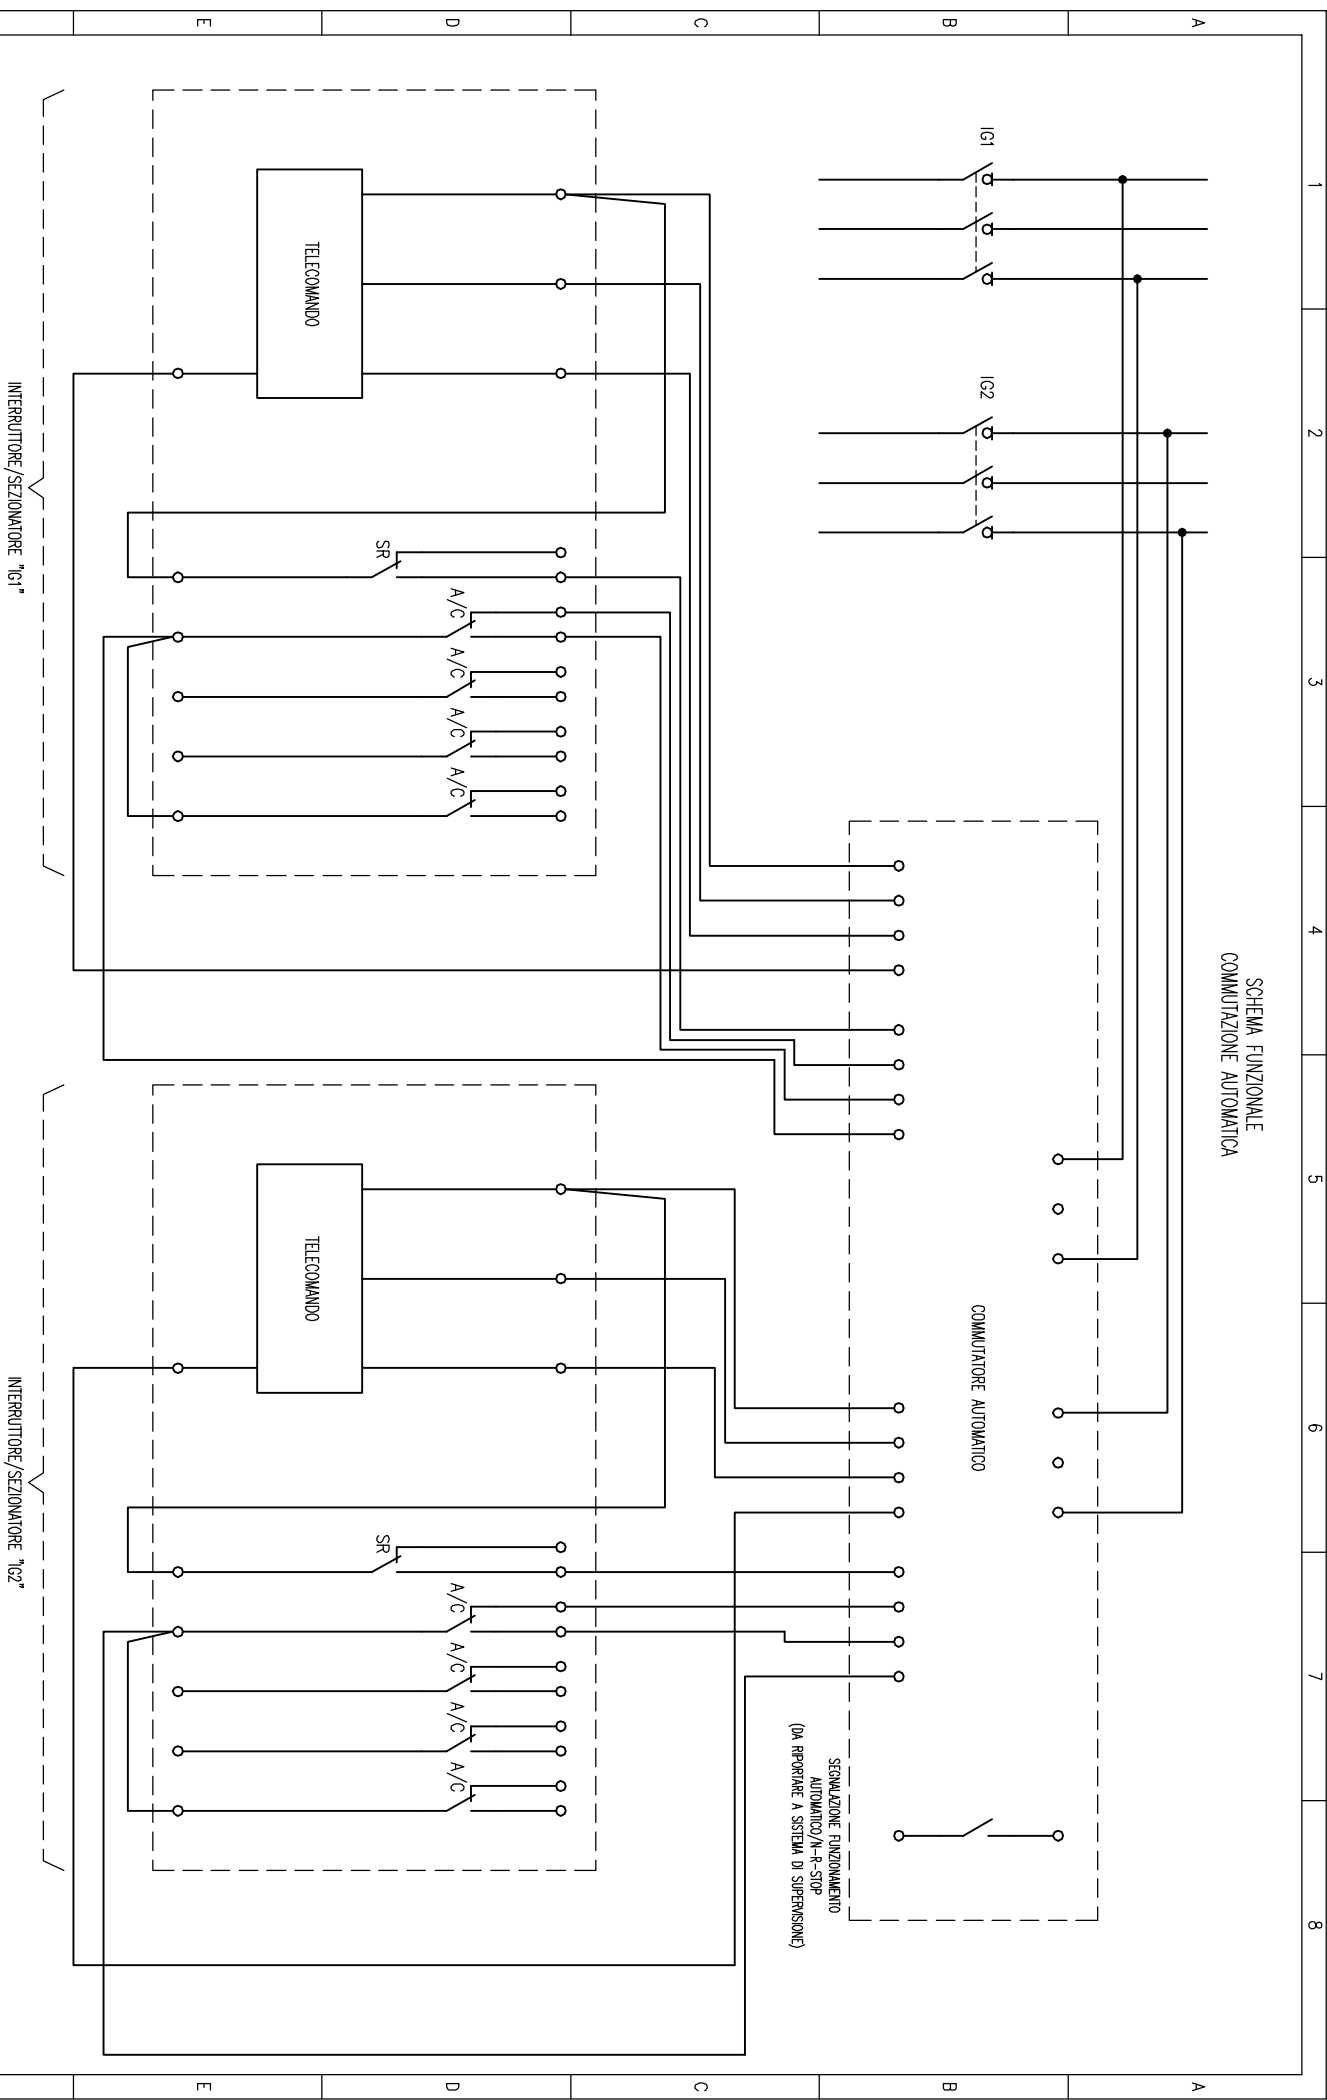 1
2
3
4
5
6
7
8
A
A
B
B
C
C
D
D
E
E
SCHEMA FUNZIONALE
COMMUTAZIONE AUTOMATICA
IG1
IG2
COMMUTATORE AUTOMATICO
SEGNALAZIONE FUNZIONAMENTO
AUTOMATICO/N-R-STOP
(DA RIPORTARE A SISTEMA DI SUPERVISIONE)
TELECOMANDO
SR
A/C
A/C
A/C
A/C
TELECOMANDO
SR
A/C
A/C
A/C
A/C
INTERRUTTORE/SEZIONATORE "IG1"
INTERRUTTORE/SEZIONATORE "IG2"